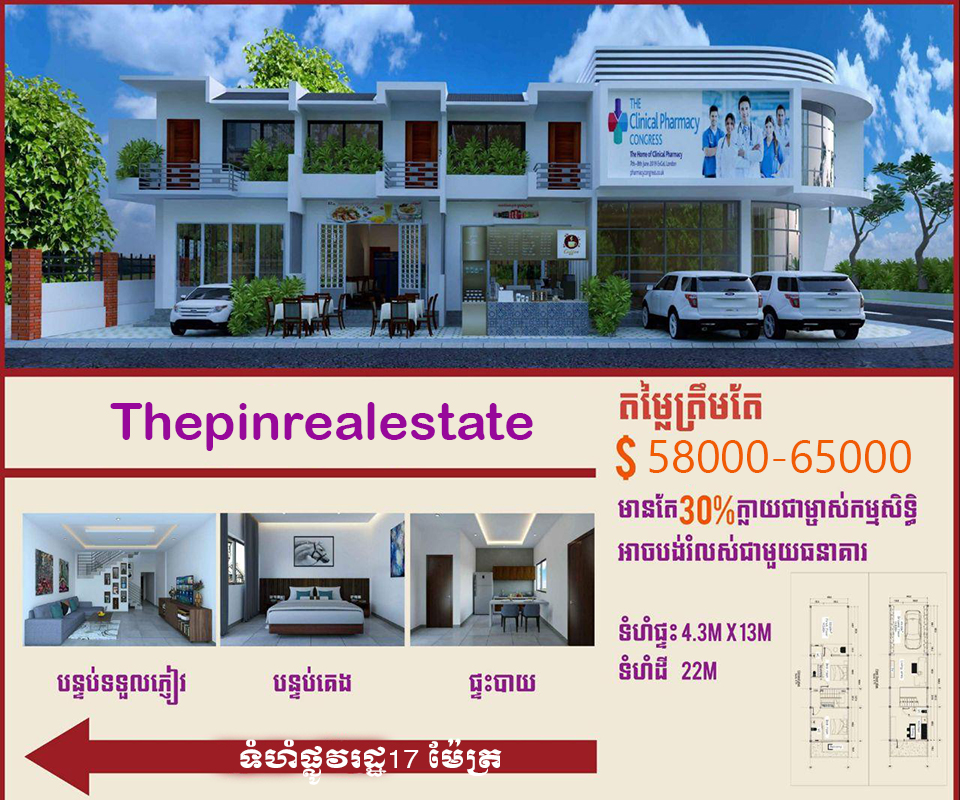 THE
Clinical Pharmacy
CONGRESS
The Home of Clinical Pharmacy
pharmacycongress.co.uk
Thepinrealestate
តម្លៃត្រឹមតែ
$ 58000-65000
មានតែ30%ក្លាយជាម្ចាស់កម្មសិទ្ធិ
អាចបង់រំលស់ជាមួយធនាគារ
ទំហំផ្ទះ 4.3M X 13M
ទំហំដី 22M
បន្ទប់ទទួលភ្ញៀវ
បន្ទប់គេង
ផ្ទះបាយ
ទំហំផ្លូវរដ្ឋ17 ម៉ែត្រ